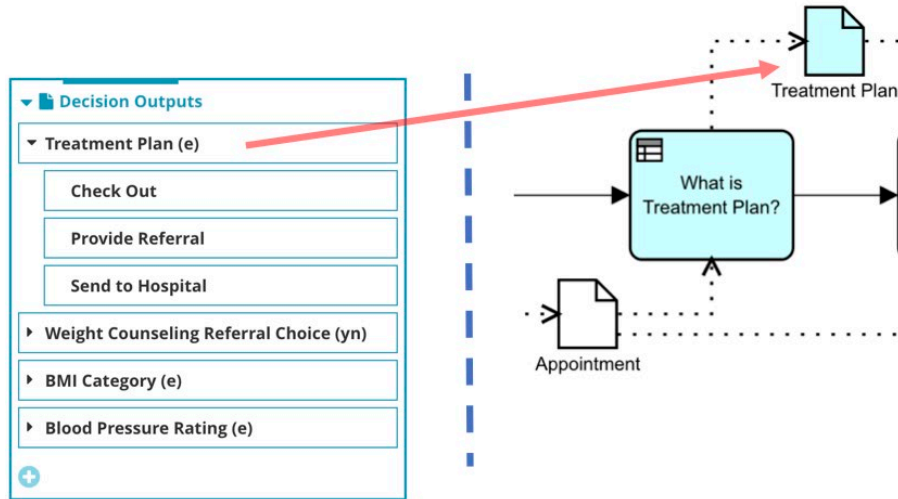 Decision Outputs
Treatment Plan (e)
Check Out
Provide Referral
Send to Hospital
Weight Counseling Referral Choice (yn)
BMI Category (e)
Blood Pressure Rating (e)
Treatment Plan
What is
Treatment Plan?
Appointment